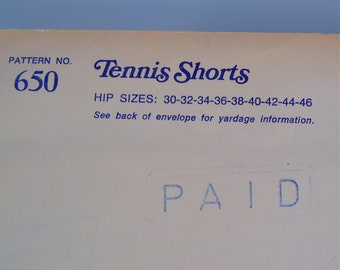 PATTERN NO.
650
Tennis Shorts
HIP SIZES: 30-32-34-36-38-40-42-44-46
See back of envelope for yardage information.
PAID